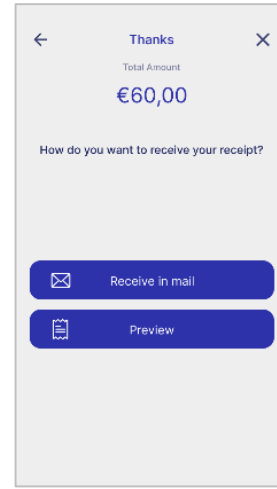 Thanks
Total Amount
€60,00
How do you want to receive your receipt?
Receive in mail
Preview